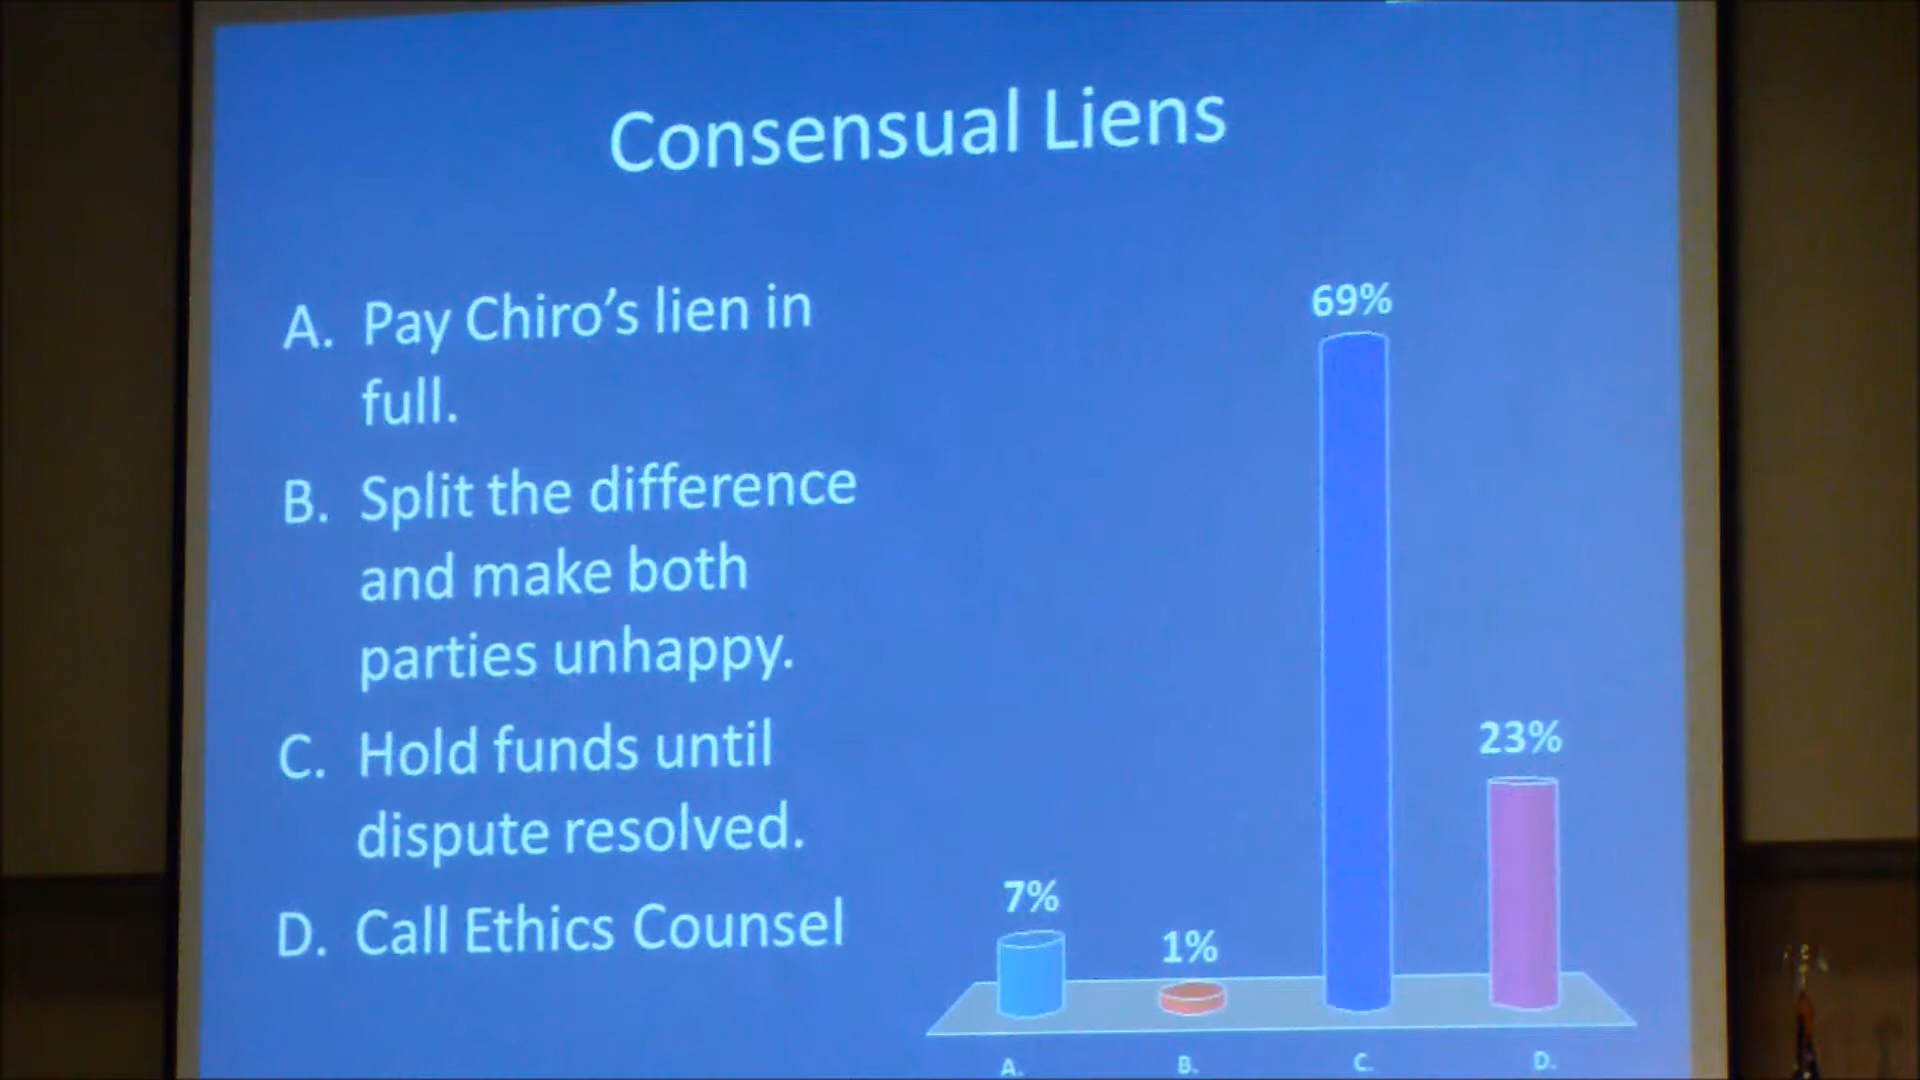 Consensual Liens
A. Pay Chiro's lien in
full.
B. Split the difference
and make both
parties unhappy.
C. Hold funds until
dispute resolved.
D. Call Ethics Counsel
69%
23%
7%
1%
A.
B.
C.
D.